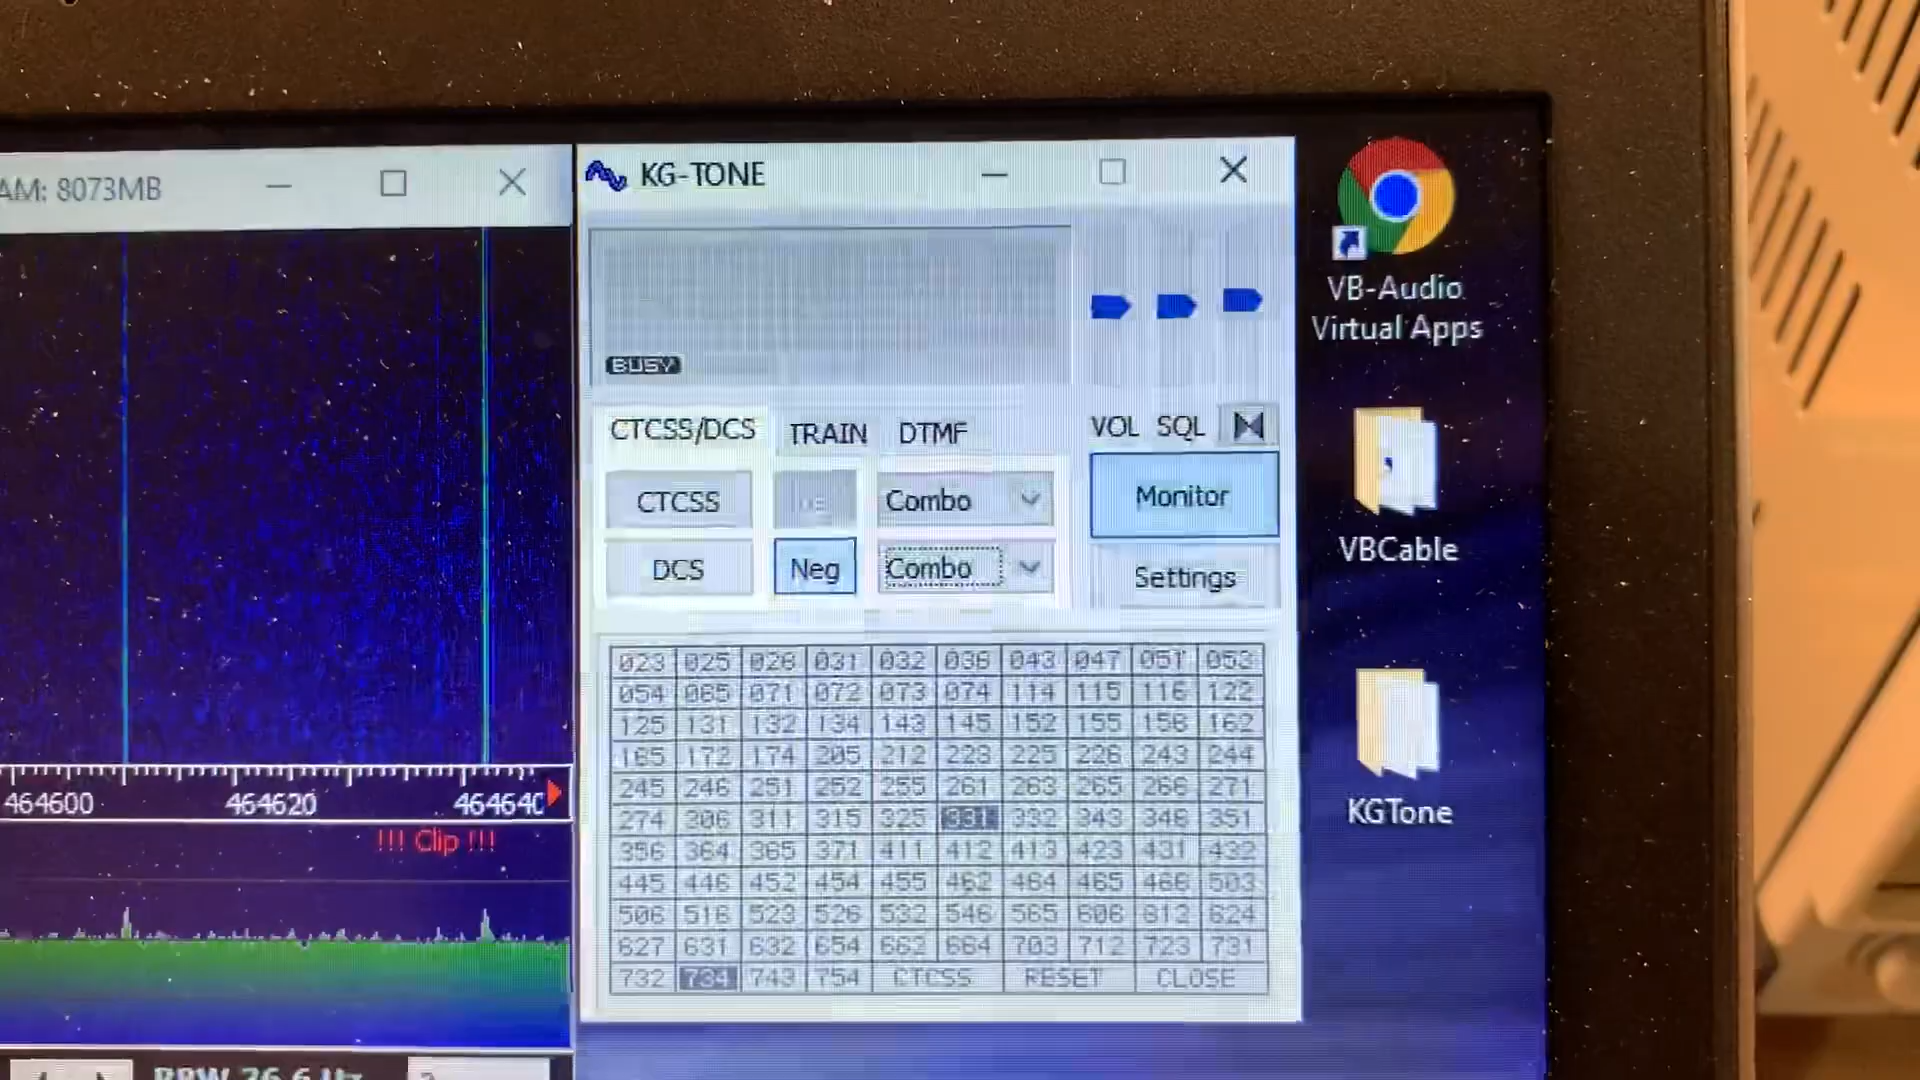 AM: 8073MB
KG-TONE
BUSY
CTCSS/DCS TRAIN DTMF VOL SQL
CTCSS Combo Monitor
DCS Neg Combo Settings
023 025 026 031 032 036 043 047 051 053
054 065 071 072 073 074 114 115 116 122
125 131 132 134 143 145 152 155 156 162
165 172 174 205 212 223 225 226 243 244
245 246 251 252 255 261 263 265 266 271
274 306 311 315 325 331 332 343 346 351
356 364 365 371 411 412 413 423 431 432
445 446 452 454 455 462 464 465 466 503
506 516 523 526 532 546 565 606 612 624
627 631 632 654 662 664 703 712 723 731
732 734 743 754 CTCSS RESET CLOSE
464600 464620 464640
!!! Clip !!!
RBW 36.6 Hz
VB-Audio
Virtual Apps
VBCable
KGTone